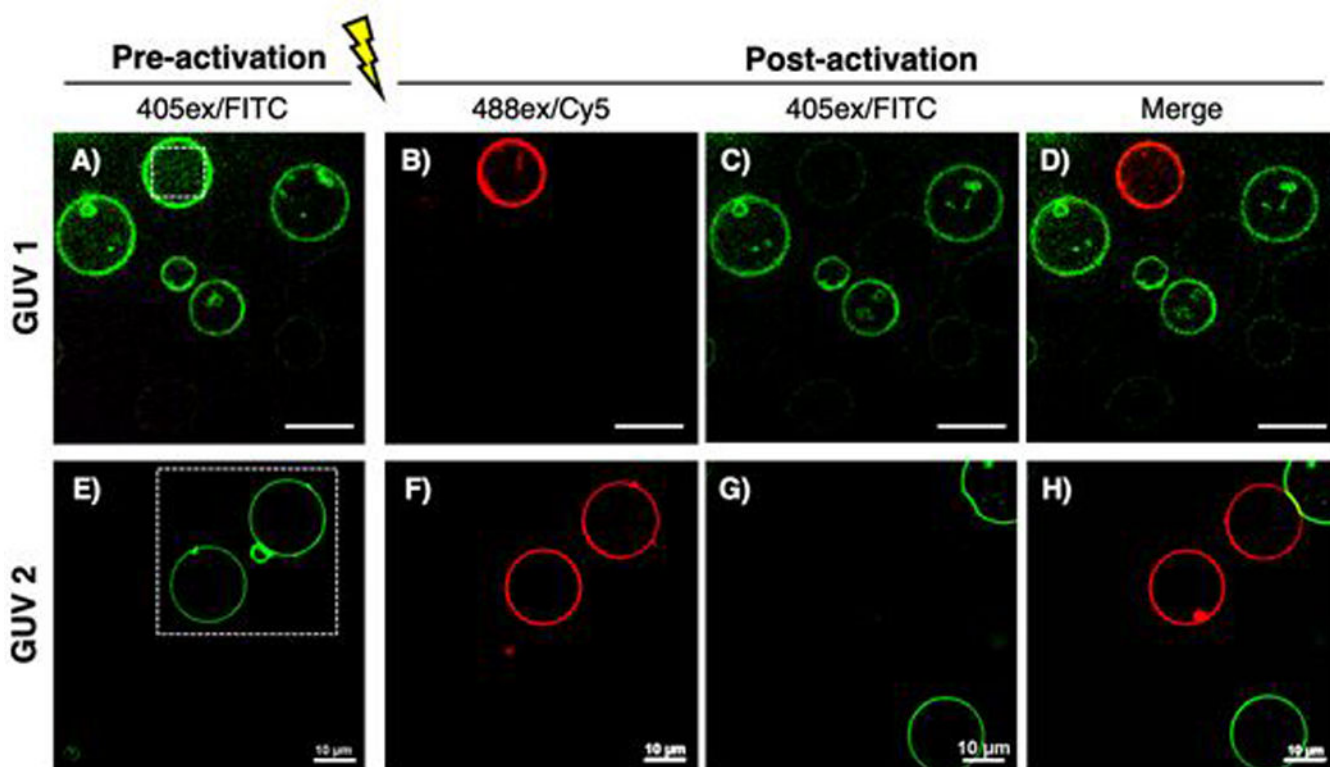 Pre-activation Post-activation
405ex/FITC 488ex/Cy5 405ex/FITC Merge
GUV 1
A) B) C) D)
GUV 2
E) F) G) H)
10 µm 10 µm 10 µm 10 µm